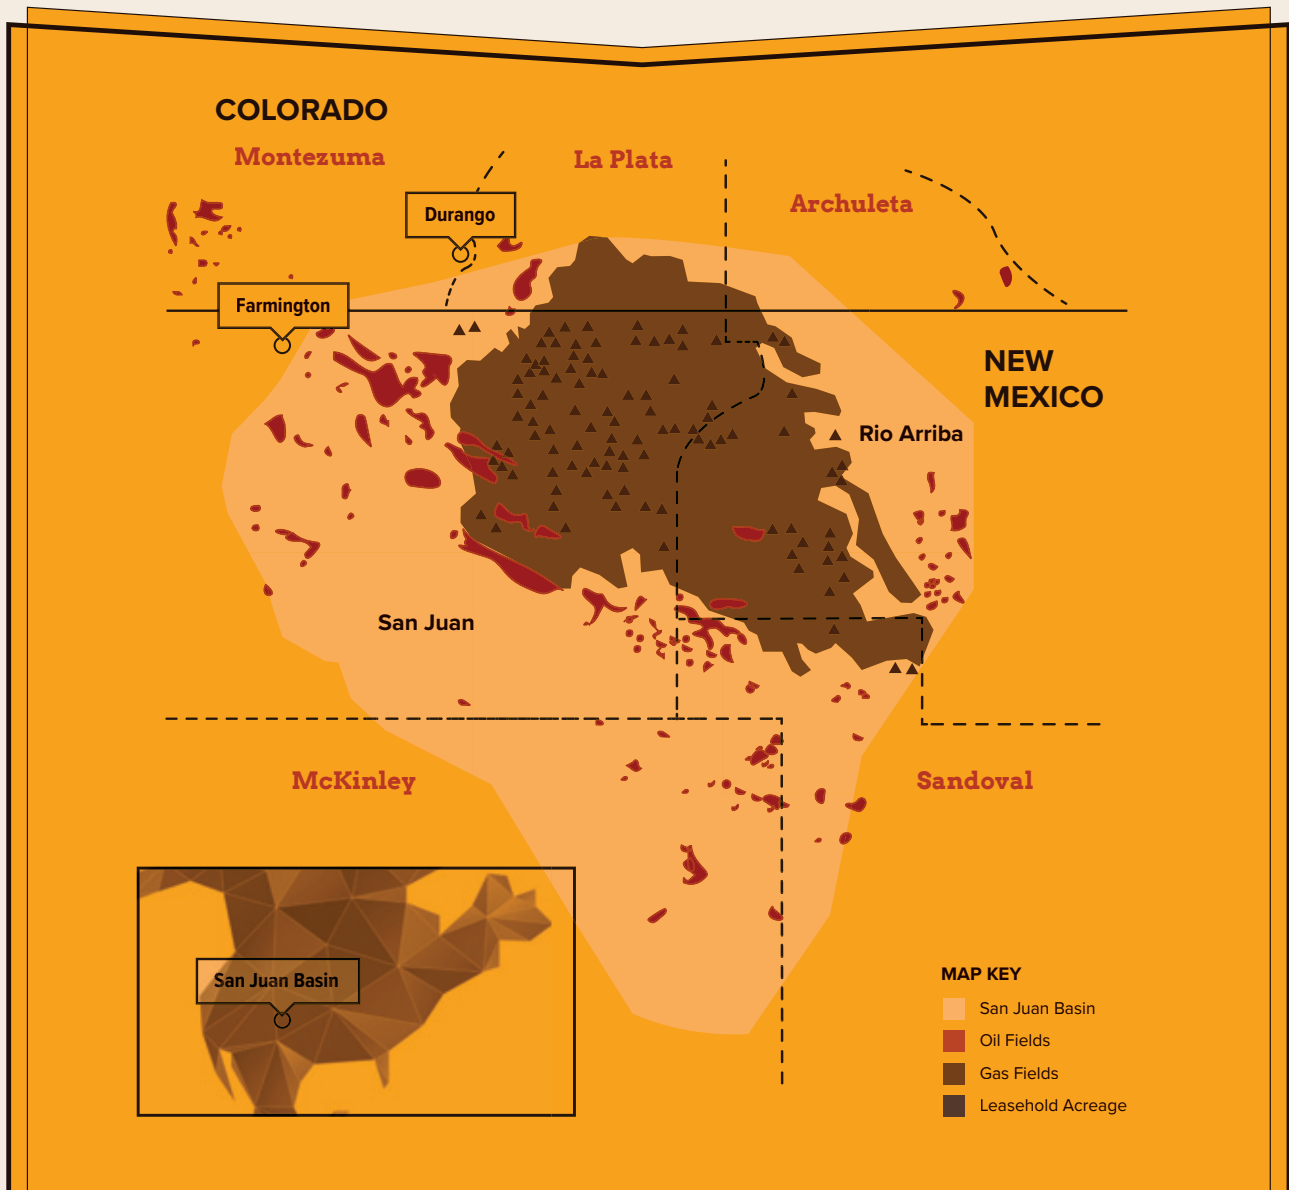 COLORADO
Montezuma
La Plata
Archuleta
Durango
Farmington
NEW
MEXICO
Rio Arriba
San Juan
McKinley
Sandoval
San Juan Basin
MAP KEY
San Juan Basin
Oil Fields
Gas Fields
Leasehold Acreage